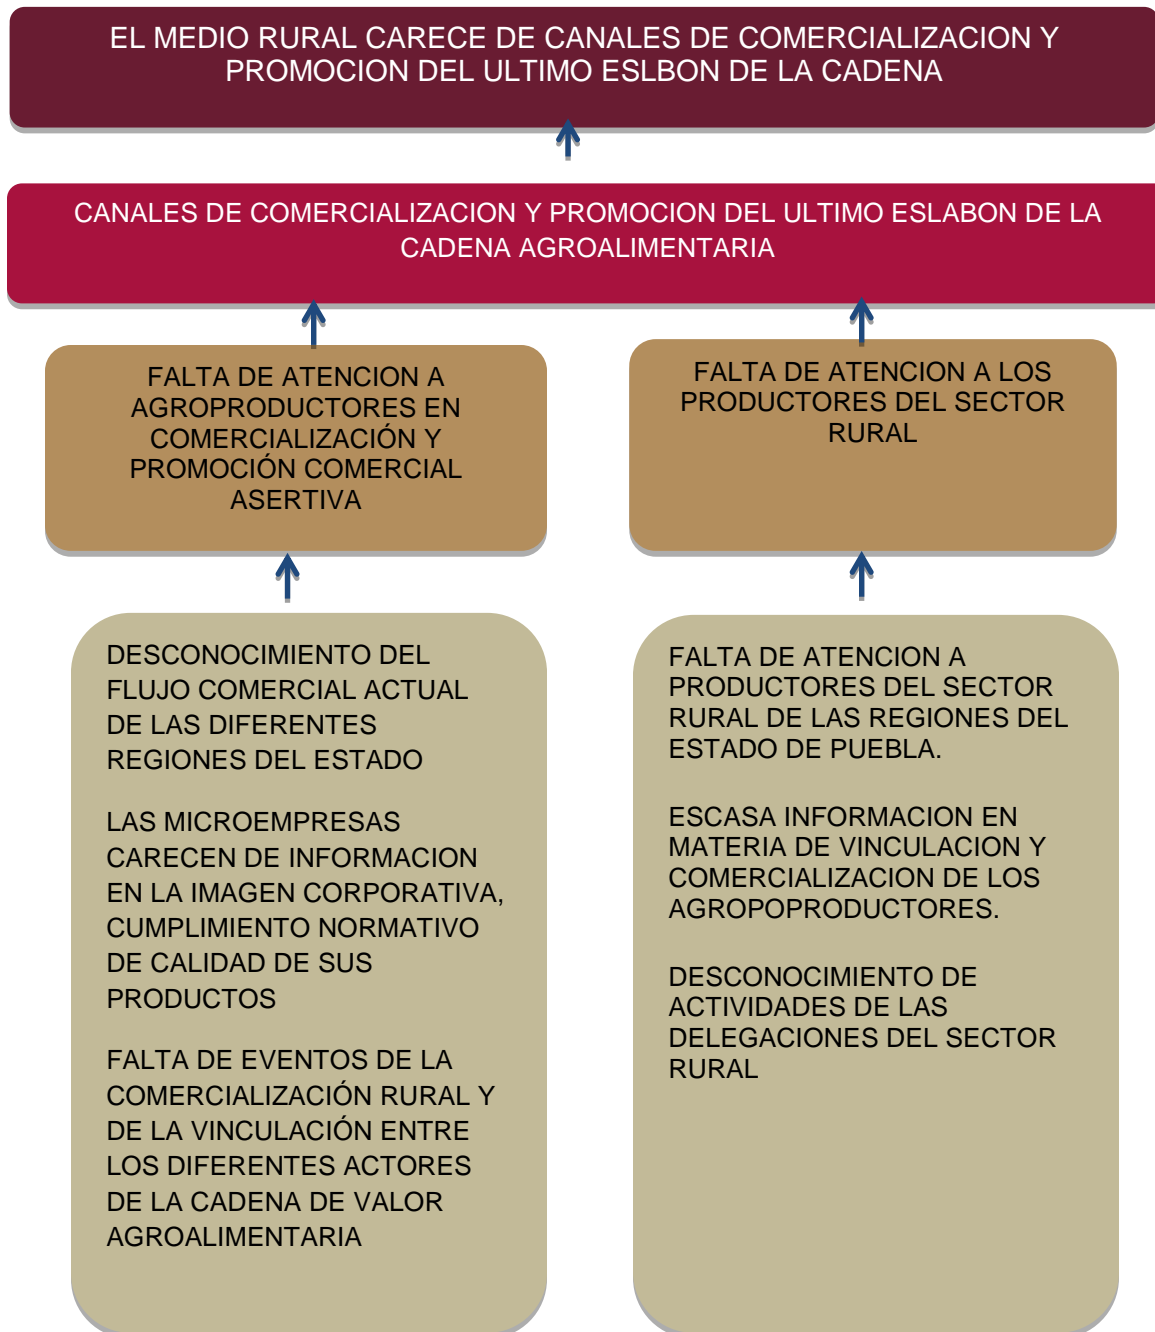 EL MEDIO RURAL CARECE DE CANALES DE COMERCIALIZACION Y
PROMOCION DEL ULTIMO ESLBON DE LA CADENA
CANALES DE COMERCIALIZACION Y PROMOCION DEL ULTIMO ESLABON DE LA
CADENA AGROALIMENTARIA
FALTA DE ATENCION A
AGROPRODUCTORES EN
COMERCIALIZACIÓN Y
PROMOCIÓN COMERCIAL
ASERTIVA
FALTA DE ATENCION A LOS
PRODUCTORES DEL SECTOR
RURAL
DESCONOCIMIENTO DEL
FLUJO COMERCIAL ACTUAL
DE LAS DIFERENTES
REGIONES DEL ESTADO
LAS MICROEMPRESAS
CARECEN DE INFORMACION
EN LA IMAGEN CORPORATIVA,
CUMPLIMIENTO NORMATIVO
DE CALIDAD DE SUS
PRODUCTOS
FALTA DE EVENTOS DE LA
COMERCIALIZACIÓN RURAL Y
DE LA VINCULACIÓN ENTRE
LOS DIFERENTES ACTORES
DE LA CADENA DE VALOR
AGROALIMENTARIA
FALTA DE ATENCION A
PRODUCTORES DEL SECTOR
RURAL DE LAS REGIONES DEL
ESTADO DE PUEBLA.
ESCASA INFORMACION EN
MATERIA DE VINCULACION Y
COMERCIALIZACION DE LOS
AGROPOPRODUCTORES.
DESCONOCIMIENTO DE
ACTIVIDADES DE LAS
DELEGACIONES DEL SECTOR
RURAL